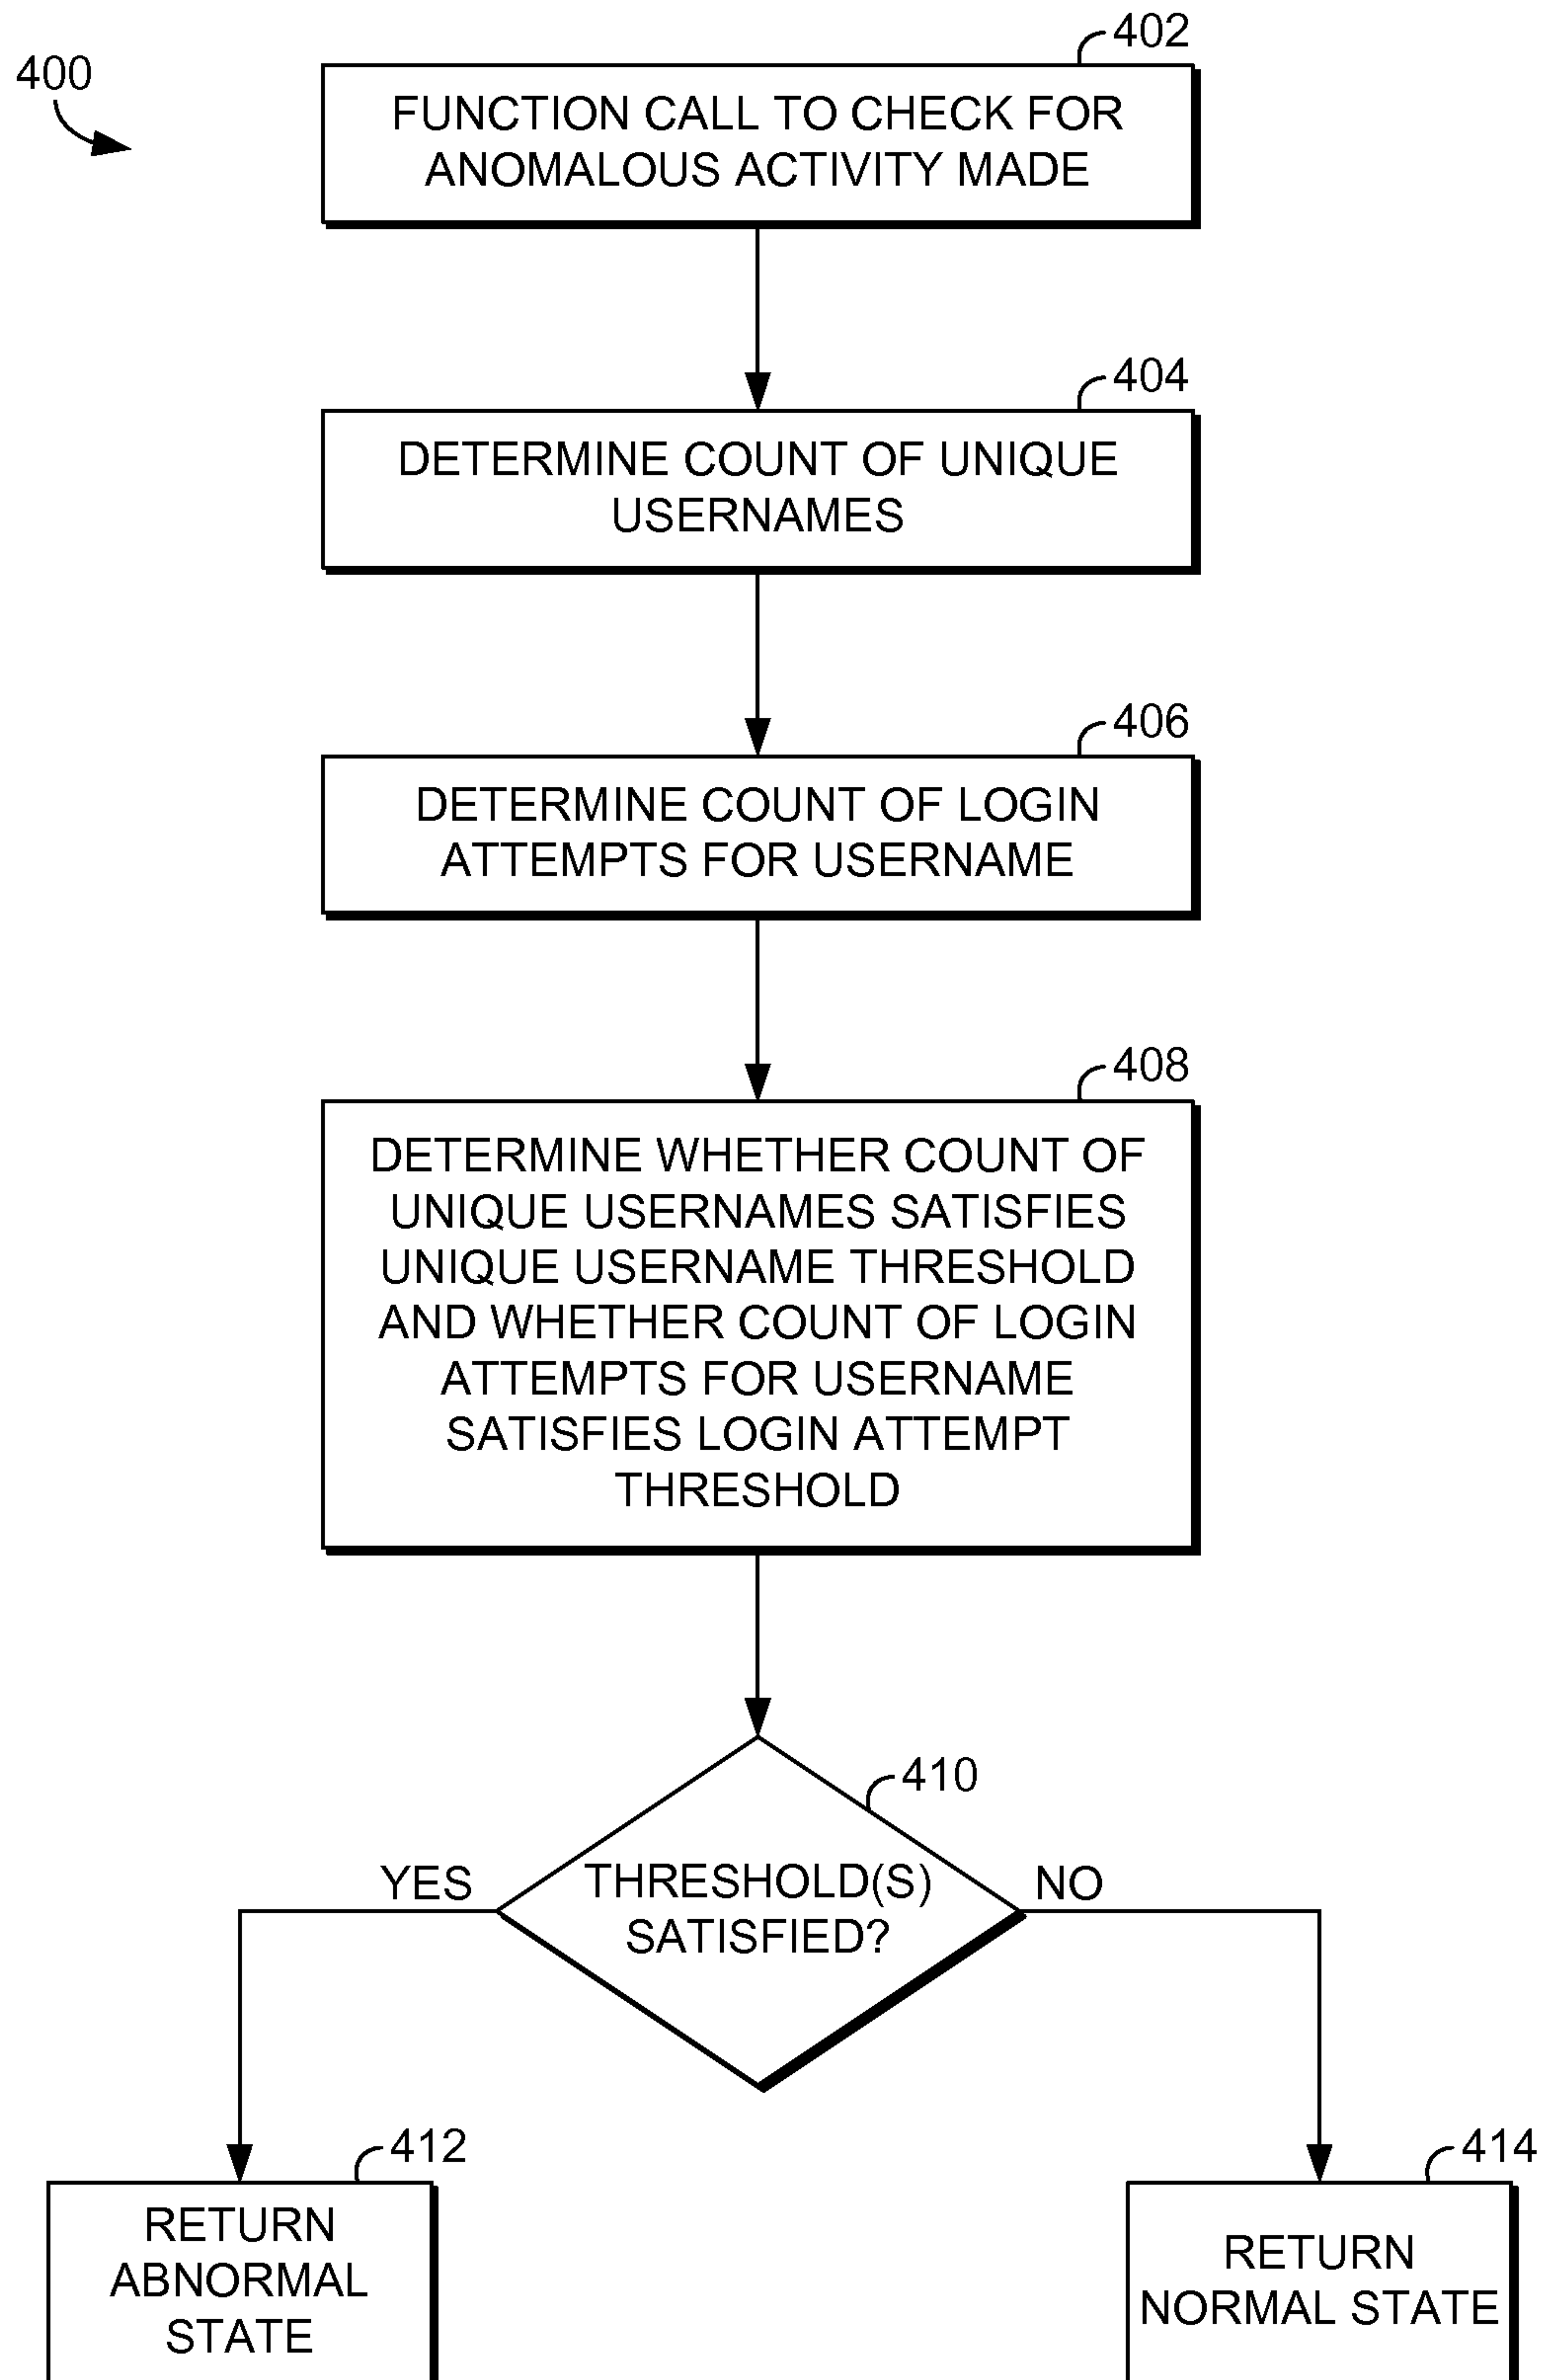 400
402
FUNCTION CALL TO CHECK FOR
ANOMALOUS ACTIVITY MADE
404
DETERMINE COUNT OF UNIQUE
USERNAMES
406
DETERMINE COUNT OF LOGIN
ATTEMPTS FOR USERNAME
408
DETERMINE WHETHER COUNT OF
UNIQUE USERNAMES SATISFIES
UNIQUE USERNAME THRESHOLD
AND WHETHER COUNT OF LOGIN
ATTEMPTS FOR USERNAME
SATISFIES LOGIN ATTEMPT
THRESHOLD
410
THRESHOLD(S)
SATISFIED?
YES
NO
412
RETURN
ABNORMAL
STATE
414
RETURN
NORMAL STATE